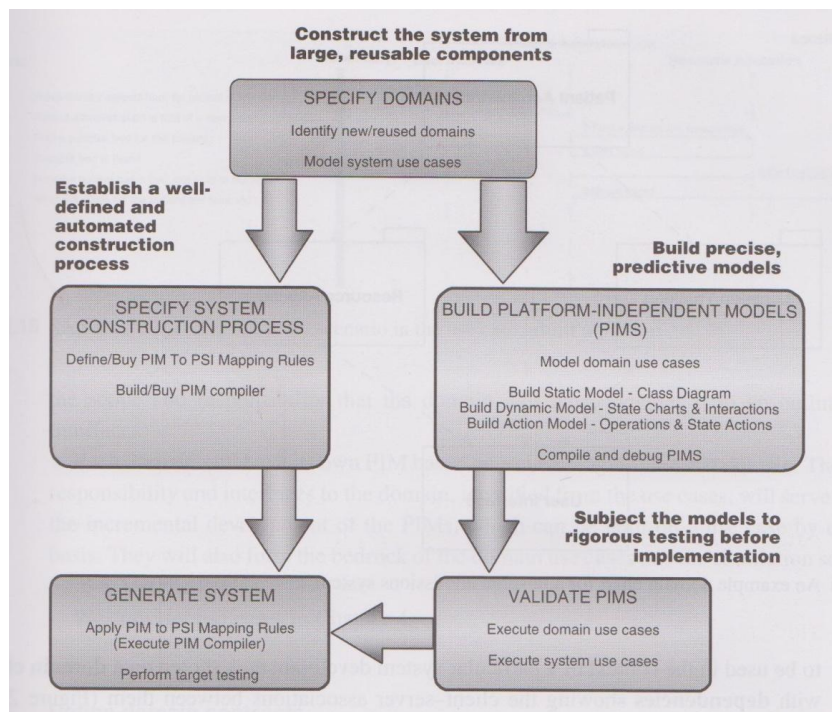 Construct the system from
large, reusable components
SPECIFY DOMAINS
Identify new/reused domains
Model system use cases
Establish a well-
defined and
automated
construction
process
Build precise,
predictive models
SPECIFY SYSTEM
CONSTRUCTION PROCESS
Define/Buy PIM To PSI Mapping Rules
Build/Buy PIM compiler
BUILD PLATFORM-INDEPENDENT MODELS
(PIMS)
Model domain use cases
Build Static Model - Class Diagram
Build Dynamic Model - State Charts & Interactions
Build Action Model - Operations & State Actions
Compile and debug PIMS
Subject the models to
rigorous testing before
implementation
GENERATE SYSTEM
Apply PIM to PSI Mapping Rules
(Execute PIM Compiler)
Perform target testing
VALIDATE PIMS
Execute domain use cases
Execute system use cases